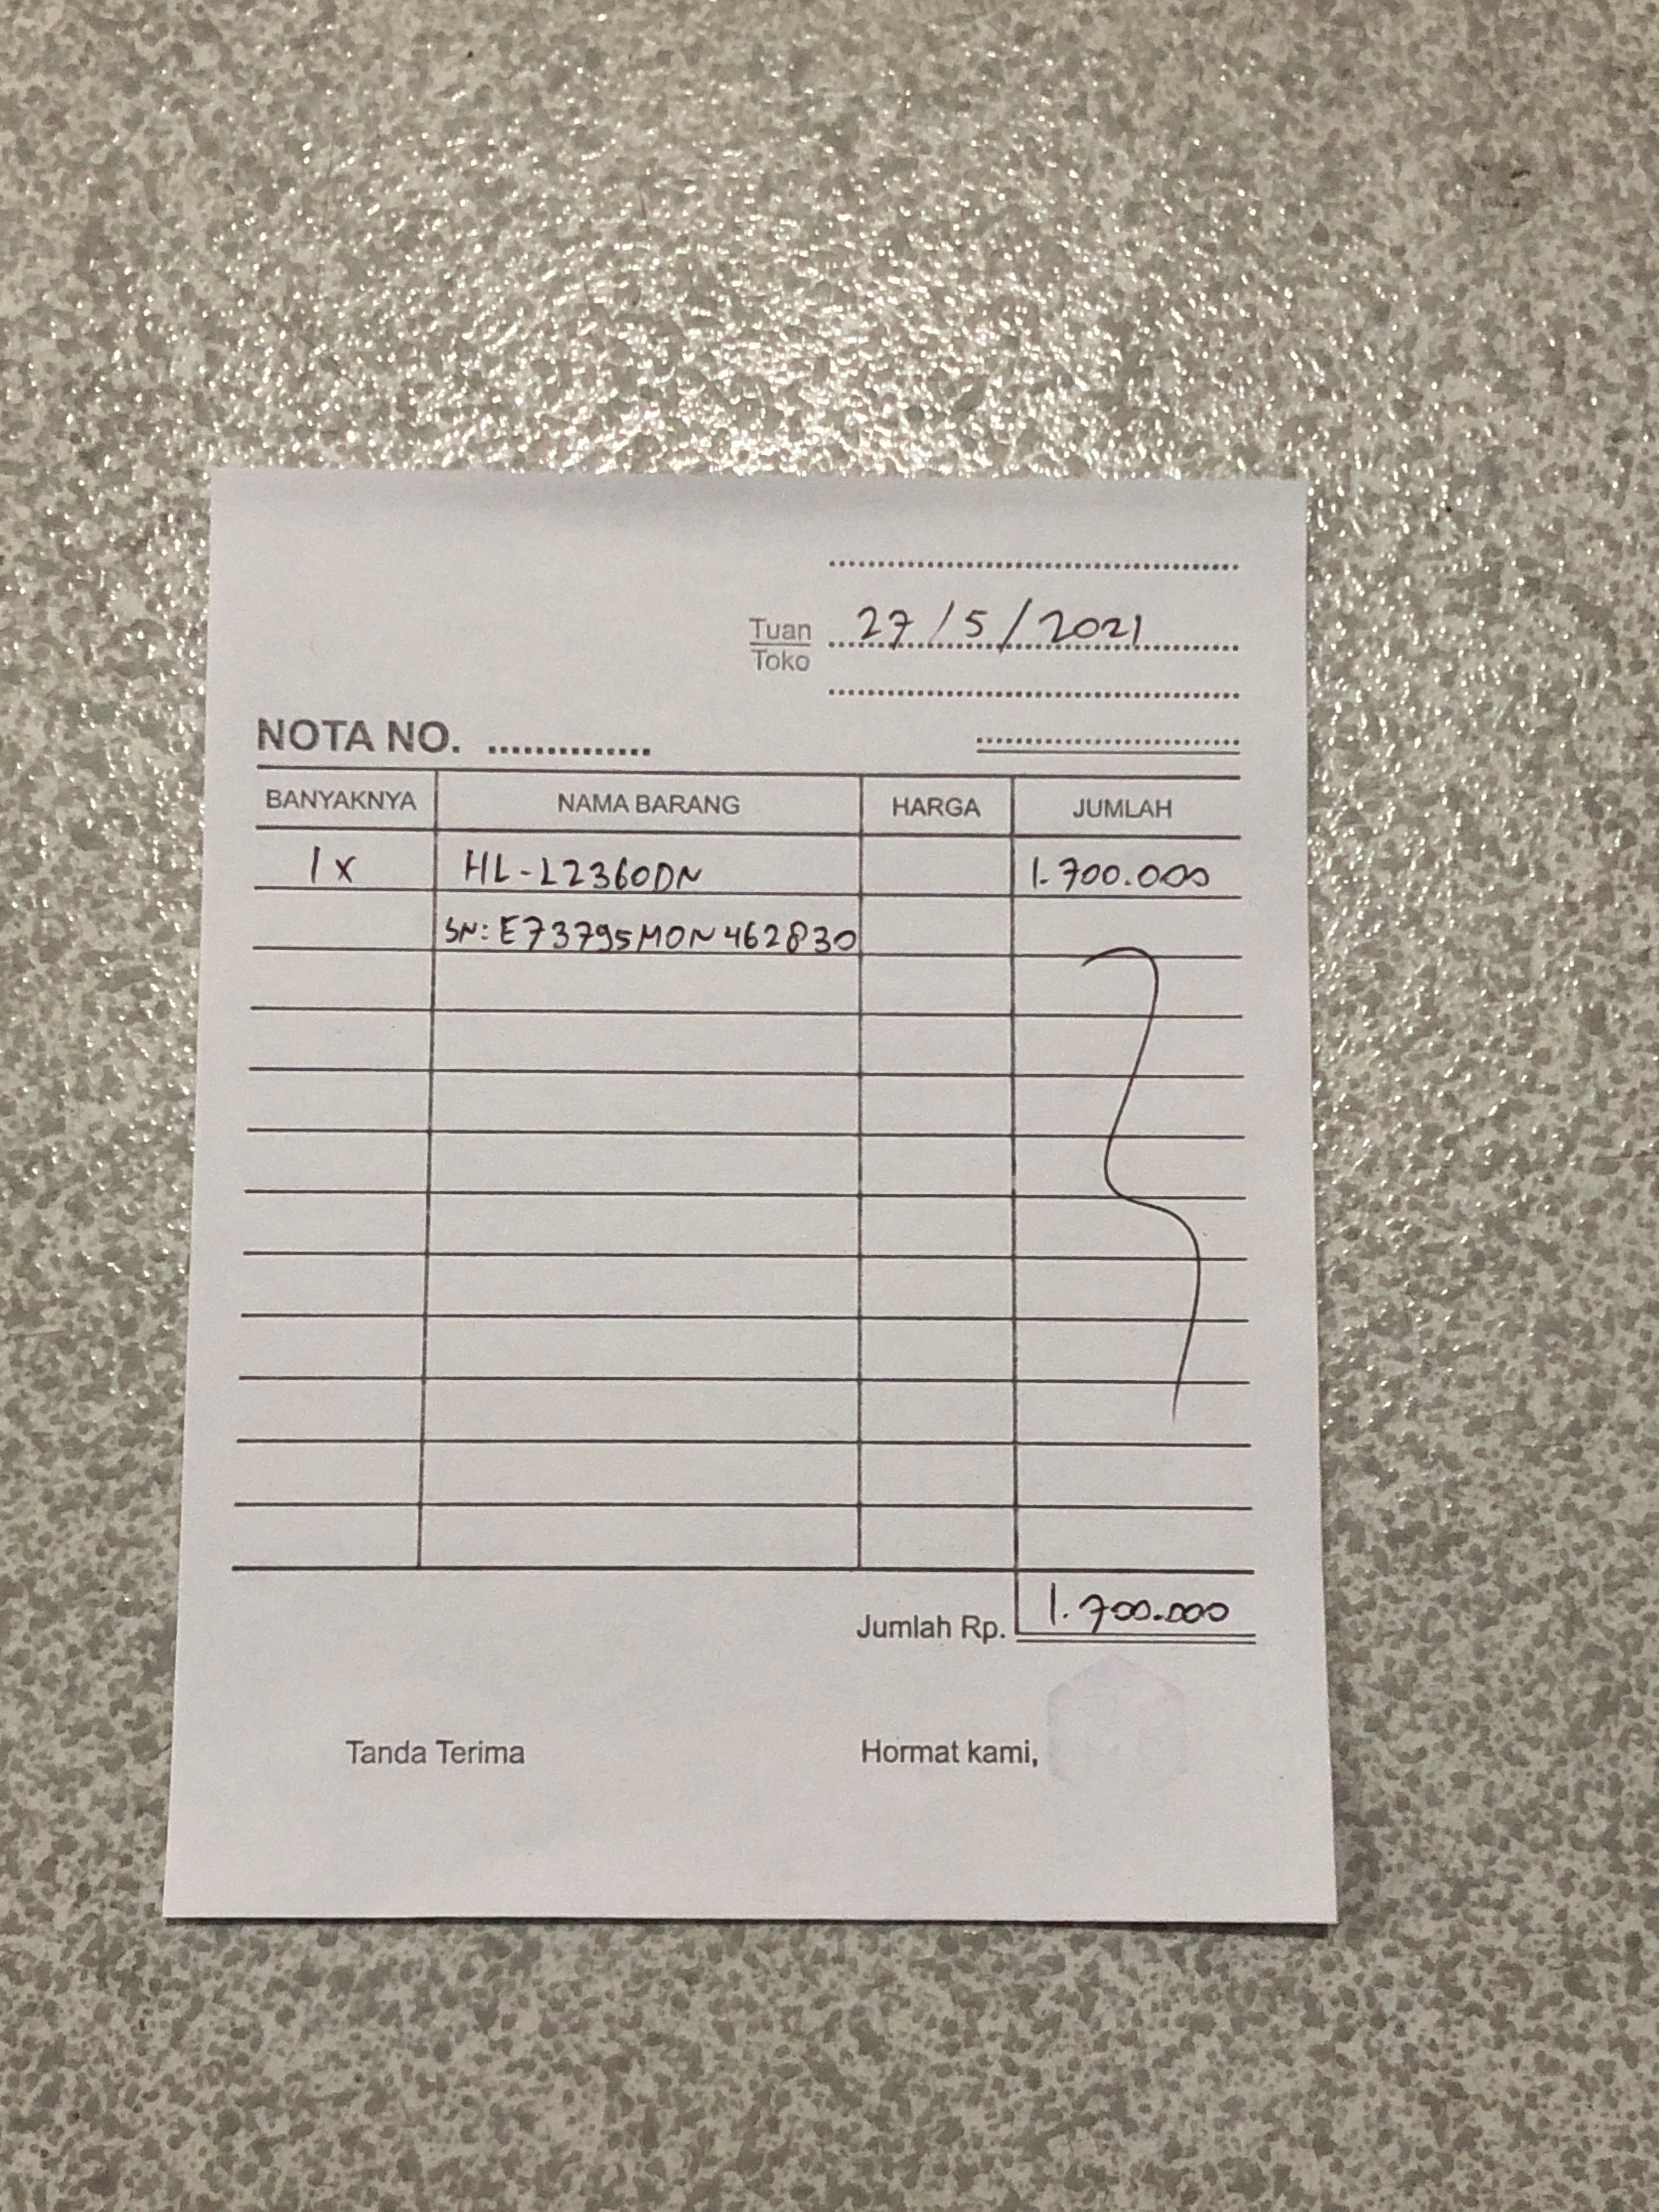 Tuan 27/5/2021
Toko
NOTA NO. ..............
BANYAKNYA NAMA BARANG HARGA JUMLAH
1x HL-L2360DN 1.700.000
SN: E73795M0N462830
Jumlah Rp. 1.700.000
Tanda Terima Hormat kami,